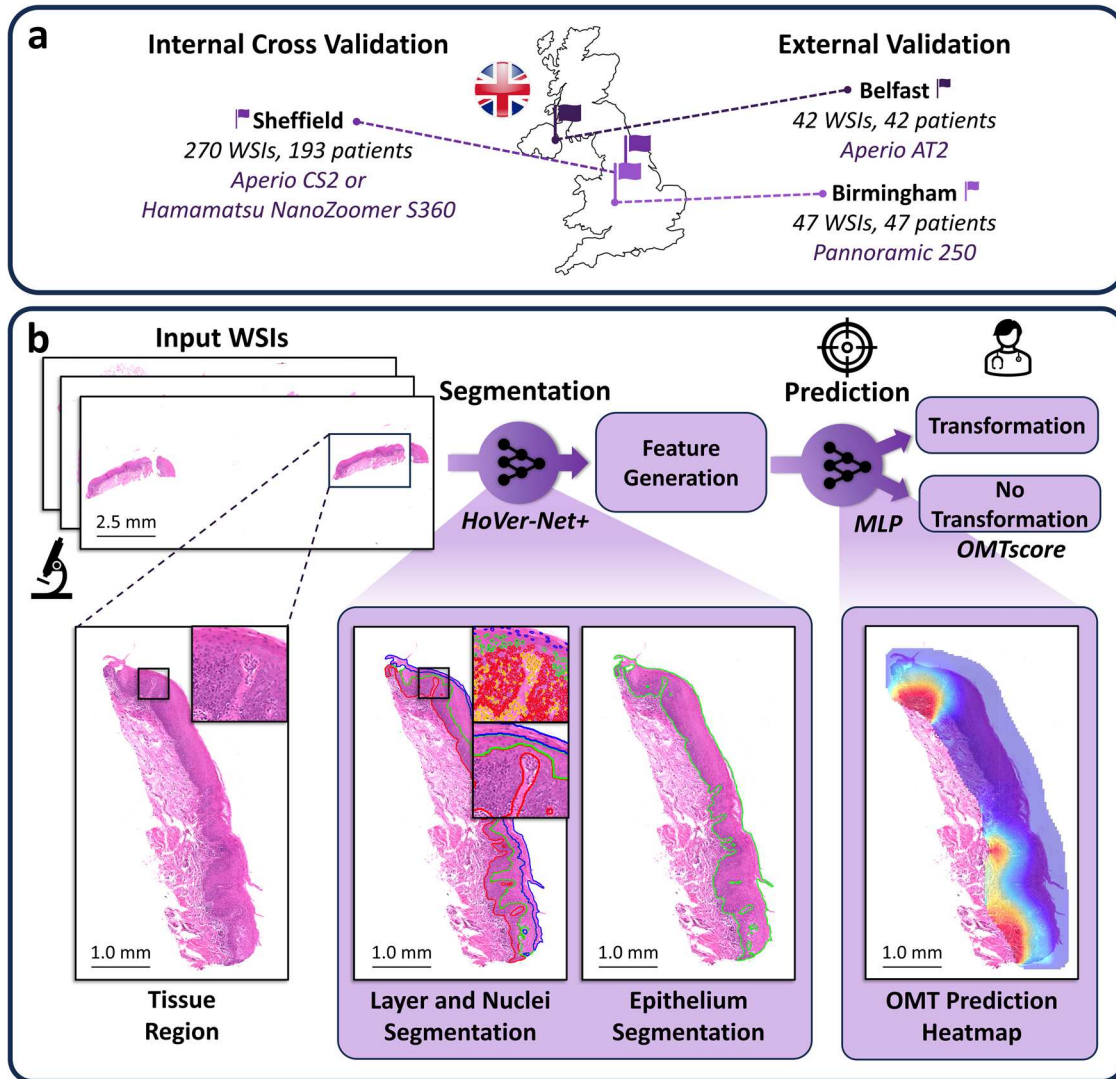 a
Internal Cross Validation
External Validation
Sheffield
270 WSIs, 193 patients
Aperio CS2 or
Hamamatsu NanoZoomer S360
Belfast
42 WSIs, 42 patients
Aperio AT2
Birmingham
47 WSIs, 47 patients
Pannoramic 250
b
Input WSIs
2.5 mm
Segmentation
HoVer-Net+
Feature
Generation
Prediction
MLP
Transformation
No
Transformation
OMTscore
1.0 mm
Tissue
Region
1.0 mm
Layer and Nuclei
Segmentation
1.0 mm
Epithelium
Segmentation
1.0 mm
OMT Prediction
Heatmap